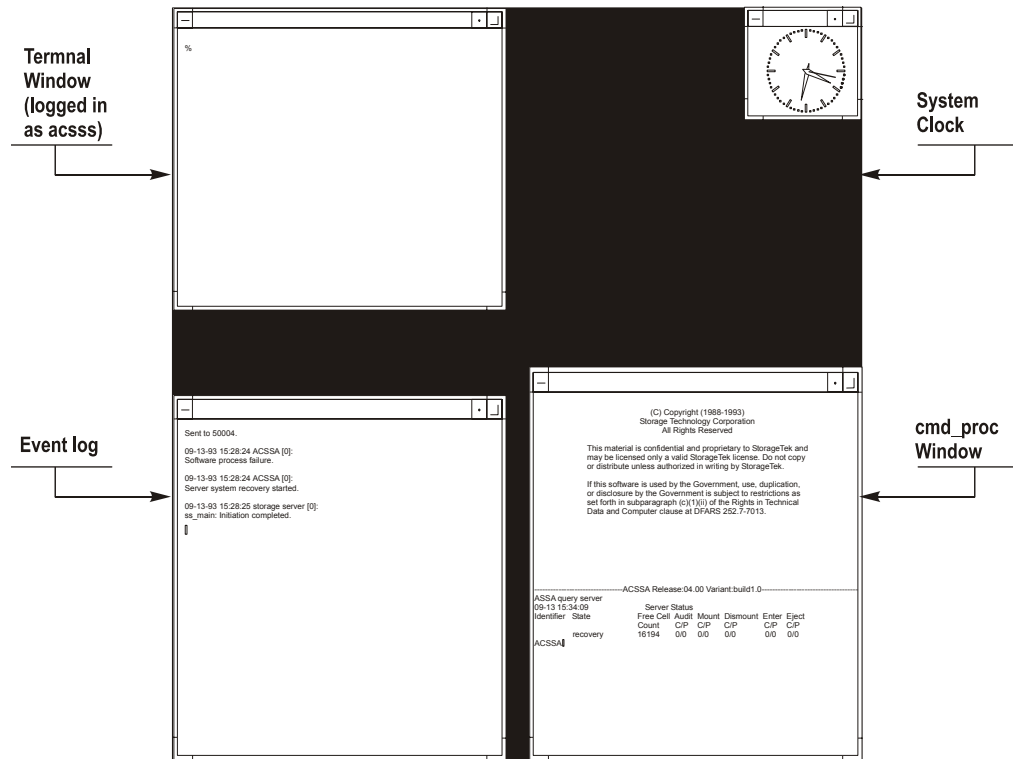 Termnal
Window
(logged in
as acsss)
%
System
Clock
Event log
Sent to 50004.
09-13-93 15:28:24 ACSSA [0]:
Software process failure.
09-13-93 15:28:24 ACSSA [0]:
Server system recovery started.
09-13-93 15:28:25 storage server [0]:
ss_main: Initiation completed.
cmd_proc
Window
(C) Copyright (1988-1993)
Storage Technology Corporation
All Rights Reserved
This material is confidential and proprietary to StorageTek and
may be licensed only a valid StorageTek license. Do not copy
or distribute unless authorized in writing by StorageTek.
If this software is used by the Government, use, duplication,
or disclosure by the Government is subject to restrictions as
set forth in subparagraph (c)(1)(ii) of the Rights in Technical
Data and Computer clause at DFARS 252.7-7013.
ACSSA Release:04.00 Variant:build1.0
ASSA query server
09-13 15:34:09 Server Status
Identifier State Free Cell Audit Mount Dismount Enter Eject
Count C/P C/P C/P C/P C/P
recovery 16194 0/0 0/0 0/0 0/0 0/0
ACSSA